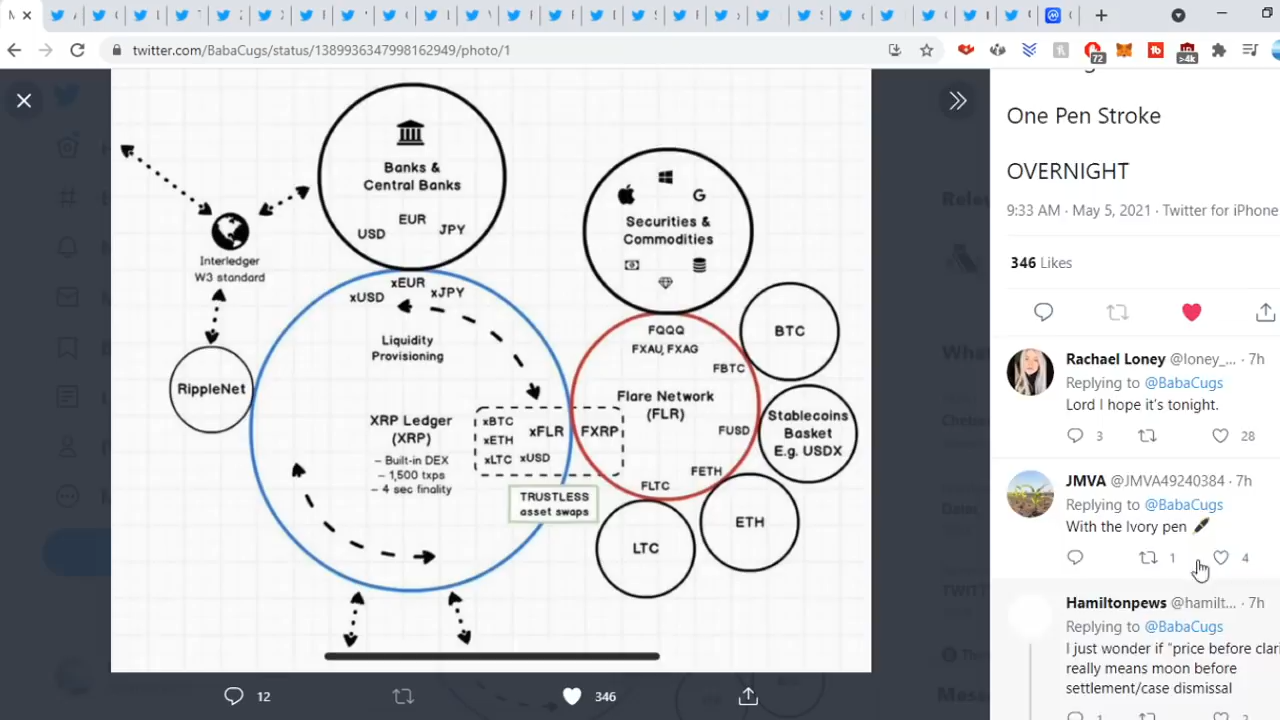 twitter.com/BabaCugs/status/1389936347998162949/photo/1
72
>4k
Banks &
Central Banks
EUR
USD
JPY
Interledger
W3 standard
RippleNet
xEUR
xUSD
xJPY
Liquidity
Provisioning
XRP Ledger
(XRP)
– Built-in DEX
– 1,500 txps
– 4 sec finality
xBTC
xETH
xFLR
xLTC
xUSD
FXRP
TRUSTLESS
asset swaps
Securities &
Commodities
FQQQ
FXAU, FXAG
FBTC
Flare Network
(FLR)
FUSD
FETH
FLTC
BTC
Stablecoins
Basket
E.g. USDX
ETH
LTC
12
346
One Pen Stroke
OVERNIGHT
9:33 AM · May 5, 2021 · Twitter for iPhone
346 Likes
Rachael Loney @loney_... · 7h
Replying to @BabaCugs
Lord I hope it's tonight.
3
28
JMVA @JMVA49240384 · 7h
Replying to @BabaCugs
With the Ivory pen
1
4
Hamiltonpews @hamilt... · 7h
Replying to @BabaCugs
I just wonder if "price before clari
really means moon before
settlement/case dismissal